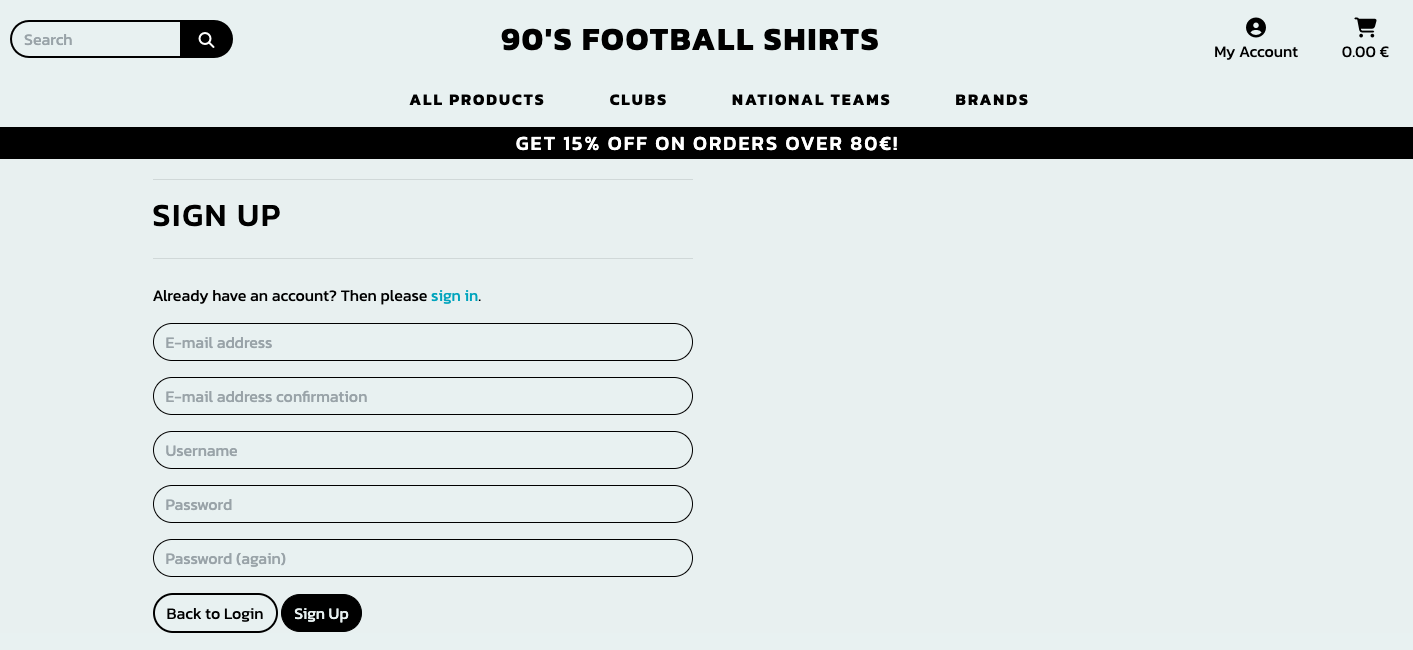 Search
90'S FOOTBALL SHIRTS
My Account
0.00 €
ALL PRODUCTS CLUBS NATIONAL TEAMS BRANDS
GET 15% OFF ON ORDERS OVER 80€!
SIGN UP
Already have an account? Then please sign in.
E-mail address
E-mail address confirmation
Username
Password
Password (again)
Back to Login Sign Up